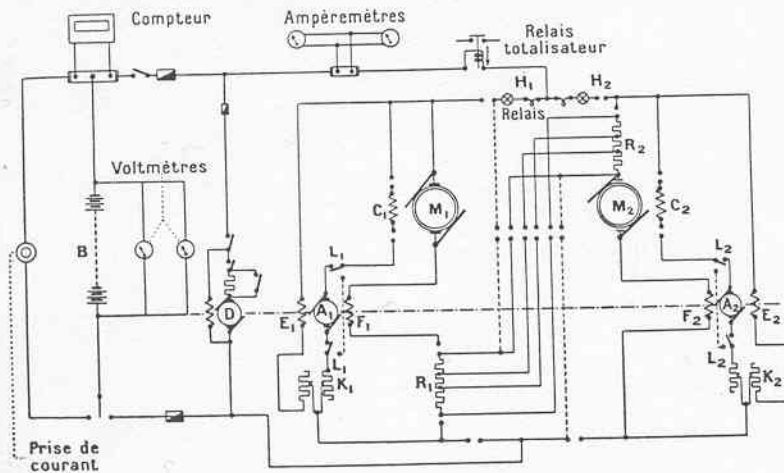 Compteur
Ampèremètres
Relais
totalisateur
H₁
H₂
Relais
R₂
Voltmètres
C₁
M₁
M₂
C₂
B
L₁
L₂
D
E₁
A₁
F₁
F₂
A₂
E₂
L₁
L₂
K₁
R₁
K₂
Prise de
courant